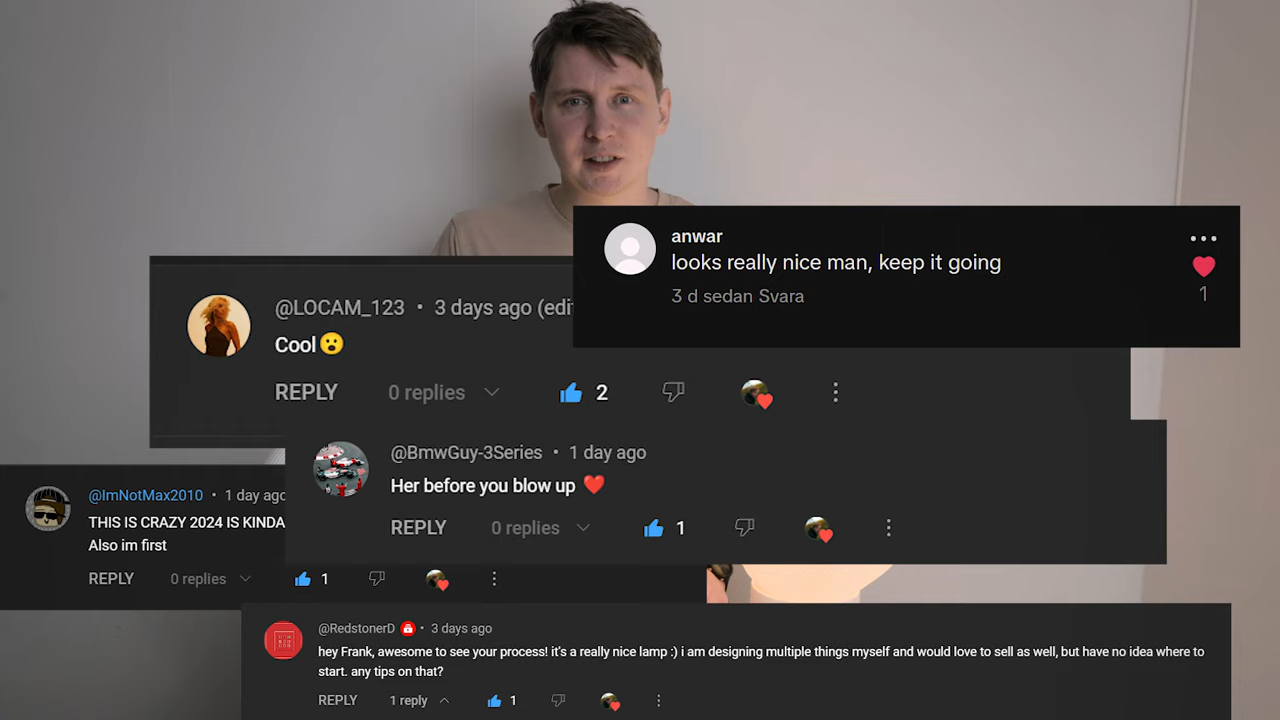 anwar
looks really nice man, keep it going
3 d sedan Svara
1
@LOCAM_123 • 3 days ago (edi
Cool😮
REPLY 0 replies 2
@BmwGuy-3Series • 1 day ago
Her before you blow up ❤️
REPLY 0 replies 1
@ImNotMax2010 • 1 day ago
THIS IS CRAZY 2024 IS KINDA
Also im first
REPLY 0 replies 1
@RedstonerD • 3 days ago
hey Frank, awesome to see your process! it's a really nice lamp :) i am designing multiple things myself and would love to sell as well, but have no idea where to
start. any tips on that?
REPLY 1 reply 1